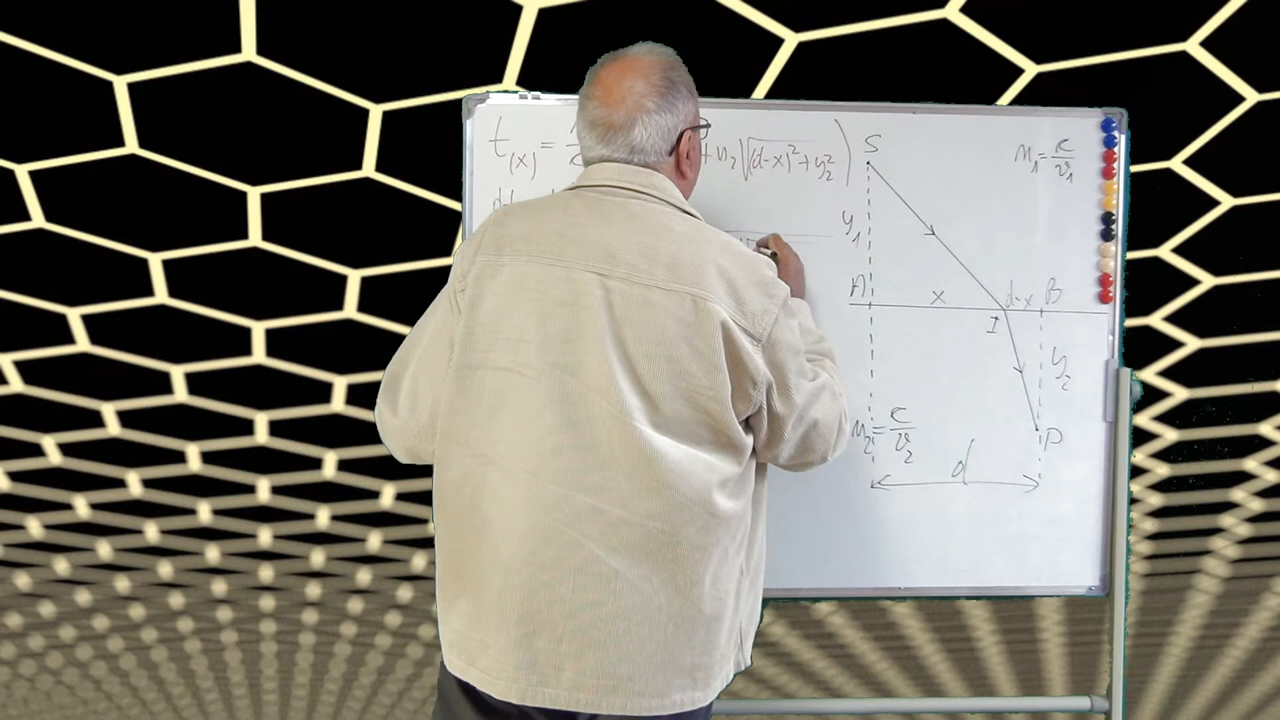 t(x) =
+ n₂√((d-x)² + y₂²) )
S
n₁ = c/v₁
y₁
A x d-x B
I
y₂
n₂ = c/v₂
P
d